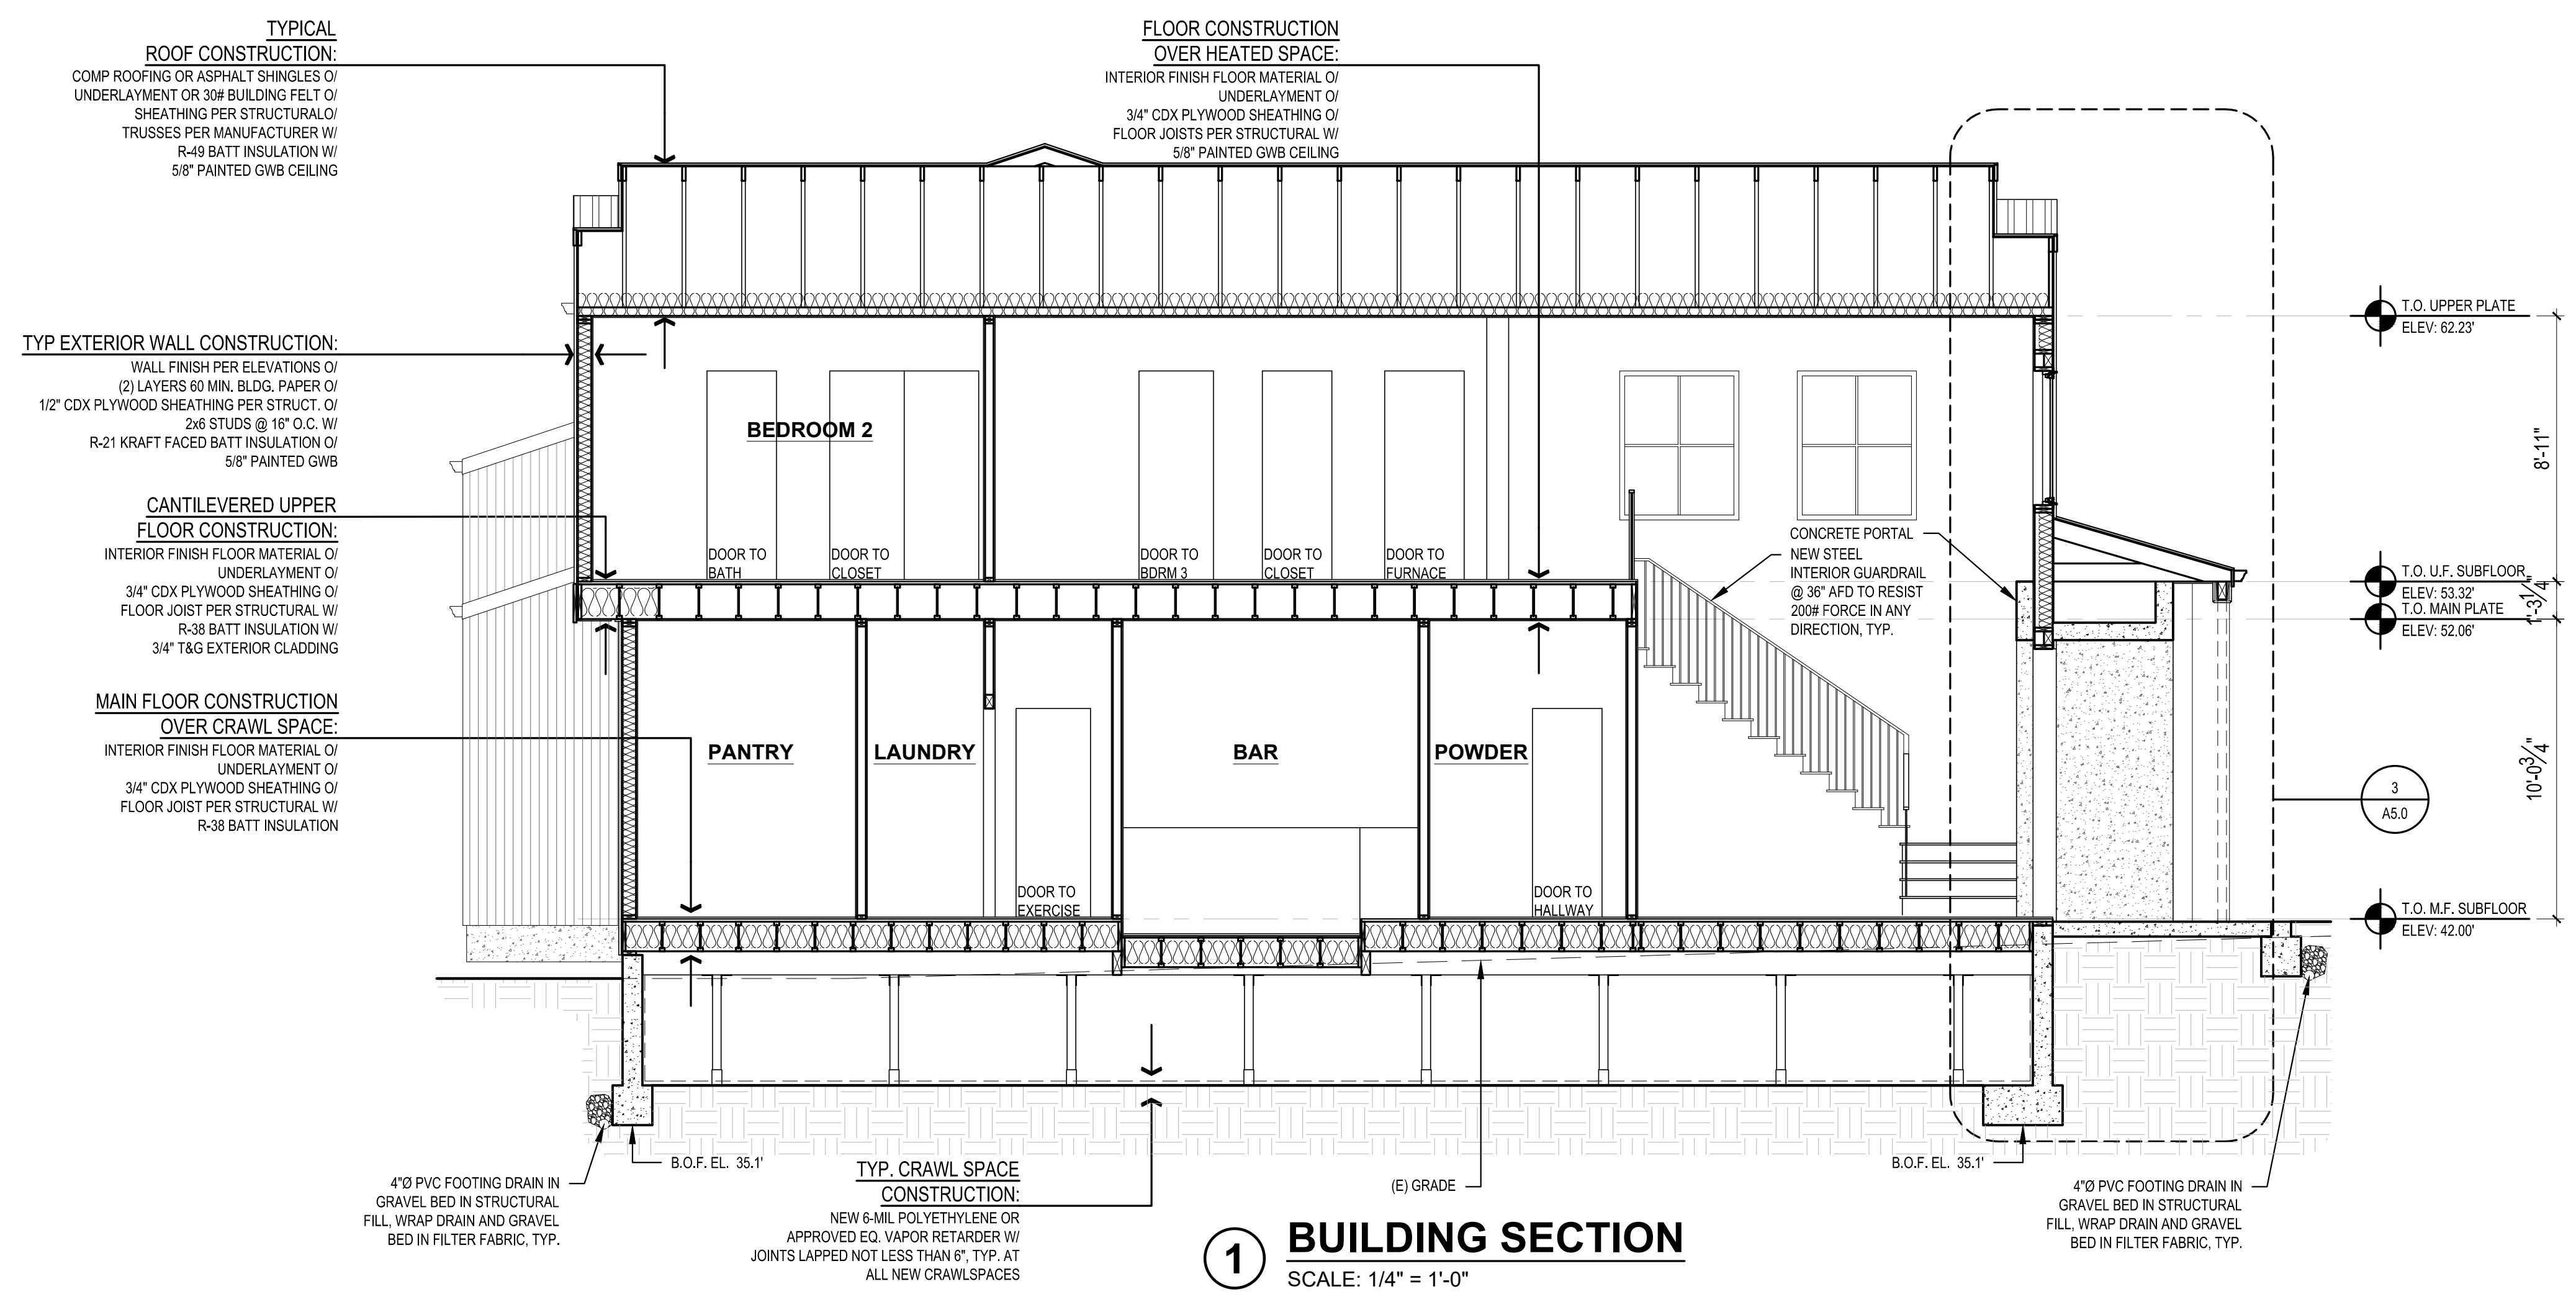 TYPICAL
ROOF CONSTRUCTION:
COMP ROOFING OR ASPHALT SHINGLES O/
UNDERLAYMENT OR 30# BUILDING FELT O/
SHEATHING PER STRUCTURALO/
TRUSSES PER MANUFACTURER W/
R-49 BATT INSULATION W/
5/8" PAINTED GWB CEILING
FLOOR CONSTRUCTION
OVER HEATED SPACE:
INTERIOR FINISH FLOOR MATERIAL O/
UNDERLAYMENT O/
3/4" CDX PLYWOOD SHEATHING O/
FLOOR JOISTS PER STRUCTURAL W/
5/8" PAINTED GWB CEILING
TYP EXTERIOR WALL CONSTRUCTION:
WALL FINISH PER ELEVATIONS O/
(2) LAYERS 60 MIN. BLDG. PAPER O/
1/2" CDX PLYWOOD SHEATHING PER STRUCT. O/
2x6 STUDS @ 16" O.C. W/
R-21 KRAFT FACED BATT INSULATION O/
5/8" PAINTED GWB
CANTILEVERED UPPER
FLOOR CONSTRUCTION:
INTERIOR FINISH FLOOR MATERIAL O/
UNDERLAYMENT O/
3/4" CDX PLYWOOD SHEATHING O/
FLOOR JOIST PER STRUCTURAL W/
R-38 BATT INSULATION W/
3/4" T&G EXTERIOR CLADDING
MAIN FLOOR CONSTRUCTION
OVER CRAWL SPACE:
INTERIOR FINISH FLOOR MATERIAL O/
UNDERLAYMENT O/
3/4" CDX PLYWOOD SHEATHING O/
FLOOR JOIST PER STRUCTURAL W/
R-38 BATT INSULATION
BEDROOM 2
DOOR TO
BATH
DOOR TO
CLOSET
DOOR TO
BDRM 3
DOOR TO
CLOSET
DOOR TO
FURNACE
CONCRETE PORTAL
NEW STEEL
INTERIOR GUARDRAIL
@ 36" AFD TO RESIST
200# FORCE IN ANY
DIRECTION, TYP.
PANTRY
LAUNDRY
BAR
POWDER
DOOR TO
EXERCISE
DOOR TO
HALLWAY
T.O. UPPER PLATE
ELEV: 62.23'
8'-11"
T.O. U.F. SUBFLOOR
ELEV: 53.32'
1'-3 1/4"
T.O. MAIN PLATE
ELEV: 52.06'
10'-0 3/4"
3
A5.0
T.O. M.F. SUBFLOOR
ELEV: 42.00'
B.O.F. EL. 35.1'
B.O.F. EL. 35.1'
4"Ø PVC FOOTING DRAIN IN
GRAVEL BED IN STRUCTURAL
FILL, WRAP DRAIN AND GRAVEL
BED IN FILTER FABRIC, TYP.
TYP. CRAWL SPACE
CONSTRUCTION:
NEW 6-MIL POLYETHYLENE OR
APPROVED EQ. VAPOR RETARDER W/
JOINTS LAPPED NOT LESS THAN 6", TYP. AT
ALL NEW CRAWLSPACES
(E) GRADE
4"Ø PVC FOOTING DRAIN IN
GRAVEL BED IN STRUCTURAL
FILL, WRAP DRAIN AND GRAVEL
BED IN FILTER FABRIC, TYP.
1
BUILDING SECTION
SCALE: 1/4" = 1'-0"